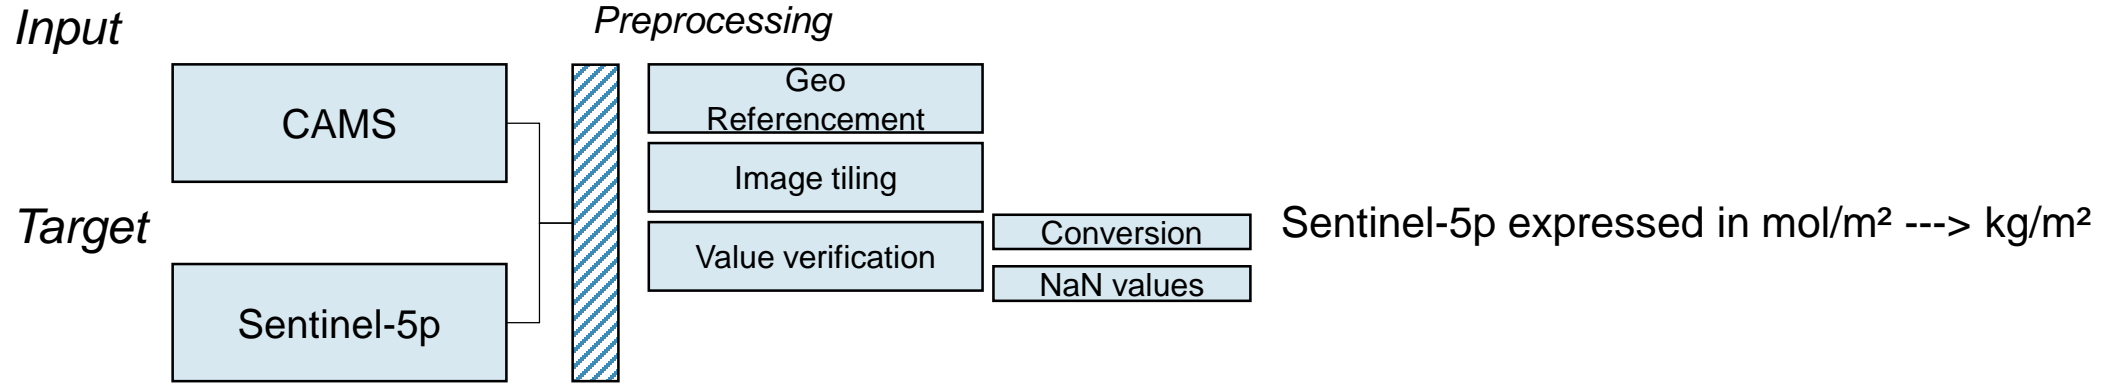 Input
Preprocessing
CAMS
Geo
Referencement
Image tiling
Target
Value verification
Conversion
Sentinel-5p expressed in mol/m² ---> kg/m²
NaN values
Sentinel-5p